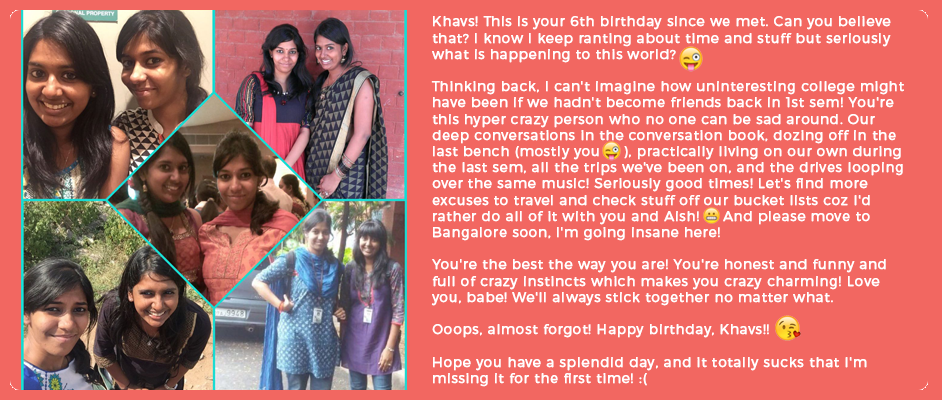 AL PROPERTY
Khavs! This is your 6th birthday since we met. Can you believe
that? I know I keep ranting about time and stuff but seriously
what is happening to this world? 😜
Thinking back, I can't imagine how uninteresting college might
have been if we hadn't become friends back in 1st sem! You're
this hyper crazy person who no one can be sad around. Our
deep conversations in the conversation book, dozing off in the
last bench (mostly you 😜), practically living on our own during
the last sem, all the trips we've been on, and the drives looping
over the same music! Seriously good times! Let's find more
excuses to travel and check stuff off our bucket lists coz I'd
rather do all of it with you and Aish! 😬 And please move to
Bangalore soon, I'm going insane here!
You're the best the way you are! You're honest and funny and
full of crazy instincts which makes you crazy charming! Love
you, babe! We'll always stick together no matter what.
Ooops, almost forgot! Happy birthday, Khavs!! 😘
Hope you have a splendid day, and it totally sucks that I'm
missing it for the first time! :(